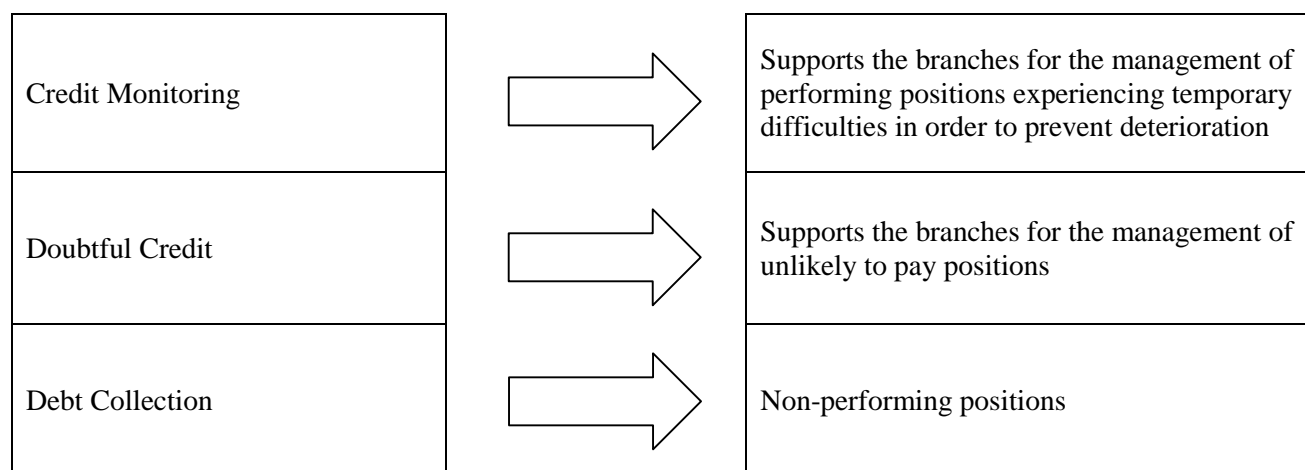 Credit Monitoring
Supports the branches for the management of
performing positions experiencing temporary
difficulties in order to prevent deterioration
Doubtful Credit
Supports the branches for the management of
unlikely to pay positions
Debt Collection
Non-performing positions